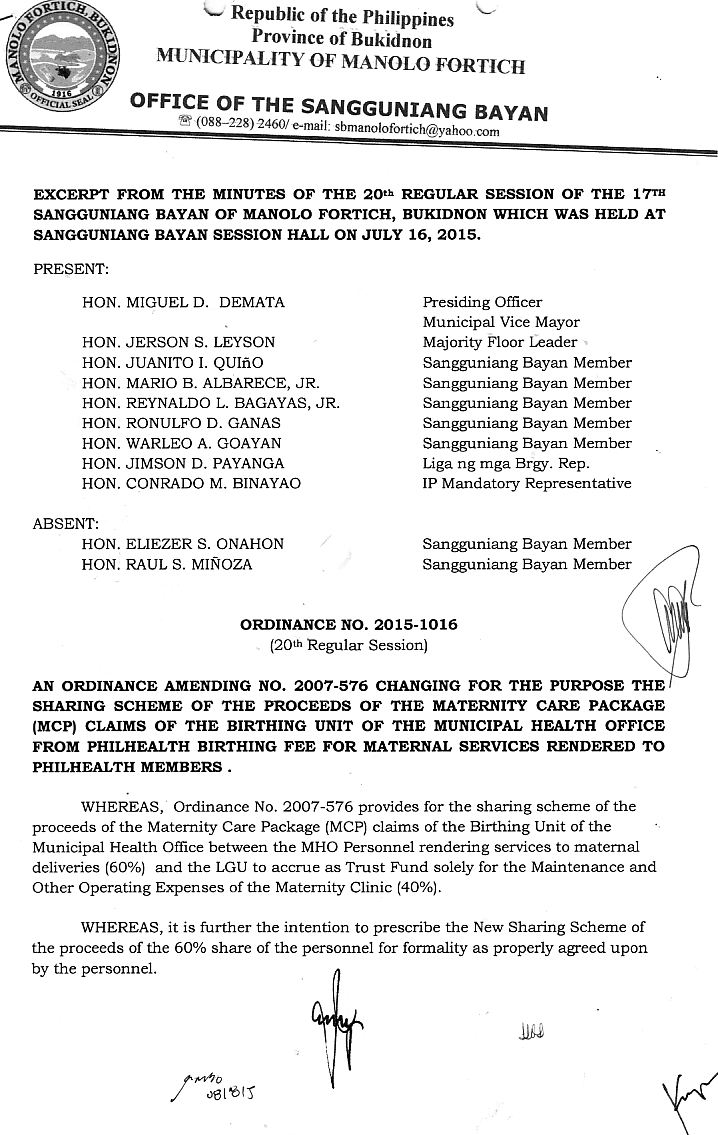 MANOLO FORTICH, BUKIDNON
1916
OFFICIAL SEAL
Republic of the Philippines
Province of Bukidnon
MUNICIPALITY OF MANOLO FORTICH
OFFICE OF THE SANGGUNIANG BAYAN
☏ (088–228) 2460/ e-mail: sbmanolofortich@yahoo.com
EXCERPT FROM THE MINUTES OF THE 20th REGULAR SESSION OF THE 17TH
SANGGUNIANG BAYAN OF MANOLO FORTICH, BUKIDNON WHICH WAS HELD AT
SANGGUNIANG BAYAN SESSION HALL ON JULY 16, 2015.
PRESENT:
HON. MIGUEL D. DEMATA Presiding Officer
Municipal Vice Mayor
HON. JERSON S. LEYSON Majority Floor Leader
HON. JUANITO I. QUIñO Sangguniang Bayan Member
HON. MARIO B. ALBARECE, JR. Sangguniang Bayan Member
HON. REYNALDO L. BAGAYAS, JR. Sangguniang Bayan Member
HON. RONULFO D. GANAS Sangguniang Bayan Member
HON. WARLEO A. GOAYAN Sangguniang Bayan Member
HON. JIMSON D. PAYANGA Liga ng mga Brgy. Rep.
HON. CONRADO M. BINAYAO IP Mandatory Representative
ABSENT:
HON. ELIEZER S. ONAHON Sangguniang Bayan Member
HON. RAUL S. MIÑOZA Sangguniang Bayan Member
ORDINANCE NO. 2015-1016
(20th Regular Session)
AN ORDINANCE AMENDING NO. 2007-576 CHANGING FOR THE PURPOSE THE
SHARING SCHEME OF THE PROCEEDS OF THE MATERNITY CARE PACKAGE
(MCP) CLAIMS OF THE BIRTHING UNIT OF THE MUNICIPAL HEALTH OFFICE
FROM PHILHEALTH BIRTHING FEE FOR MATERNAL SERVICES RENDERED TO
PHILHEALTH MEMBERS .
WHEREAS, Ordinance No. 2007-576 provides for the sharing scheme of the
proceeds of the Maternity Care Package (MCP) claims of the Birthing Unit of the
Municipal Health Office between the MHO Personnel rendering services to maternal
deliveries (60%) and the LGU to accrue as Trust Fund solely for the Maintenance and
Other Operating Expenses of the Maternity Clinic (40%).
WHEREAS, it is further the intention to prescribe the New Sharing Scheme of
the proceeds of the 60% share of the personnel for formality as properly agreed upon
by the personnel.
081815